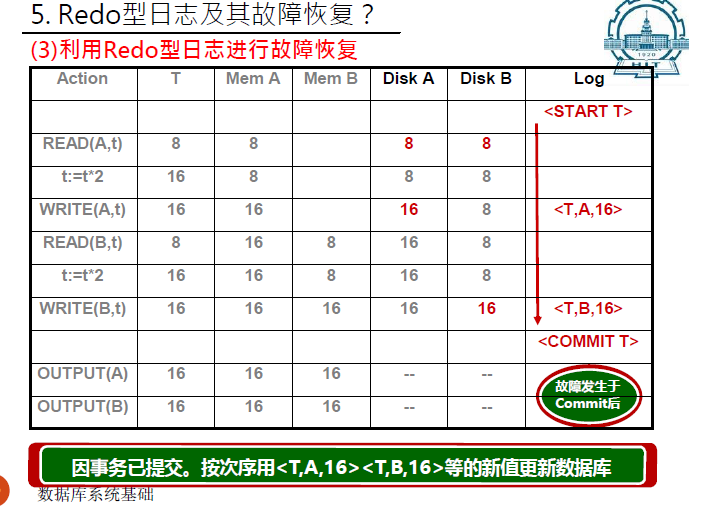 5. Redo型日志及其故障恢复？
(3)利用Redo型日志进行故障恢复
Action T Mem A Mem B Disk A Disk B Log
<START T>
READ(A,t) 8 8 8 8
t:=t*2 16 8 8 8
WRITE(A,t) 16 16 16 8 <T,A,16>
READ(B,t) 8 16 8 16 8
t:=t*2 16 16 8 16 8
WRITE(B,t) 16 16 16 16 16 <T,B,16>
<COMMIT T>
OUTPUT(A) 16 16 16 -- --
OUTPUT(B) 16 16 16 -- --
故障发生于
Commit后
因事务已提交。按次序用<T,A,16><T,B,16>等的新值更新数据库
数据库系统基础
1920
HIT